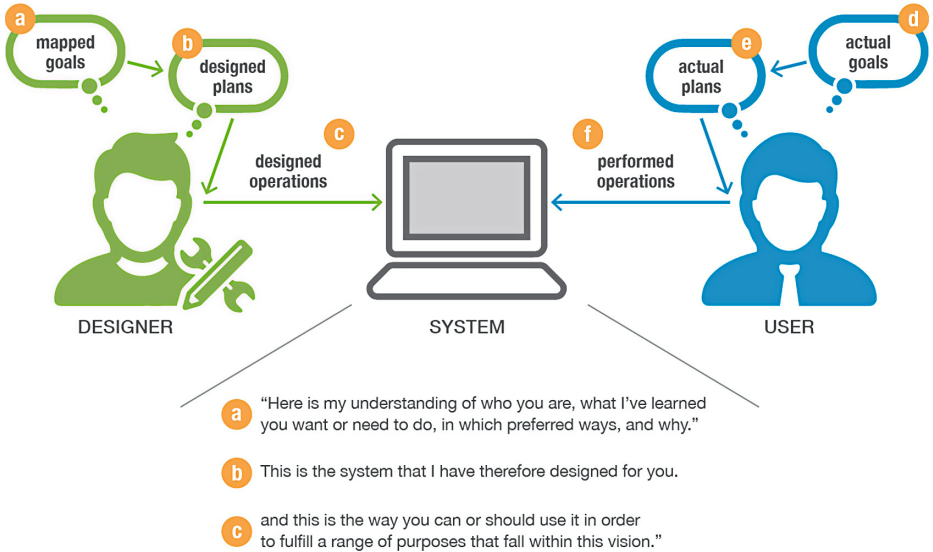 a
mapped
goals
b
designed
plans
c
designed
operations
d
actual
goals
e
actual
plans
f
performed
operations
DESIGNER
SYSTEM
USER
a “Here is my understanding of who you are, what I’ve learned
you want or need to do, in which preferred ways, and why.”
b This is the system that I have therefore designed for you.
c and this is the way you can or should use it in order
to fulfill a range of purposes that fall within this vision.”